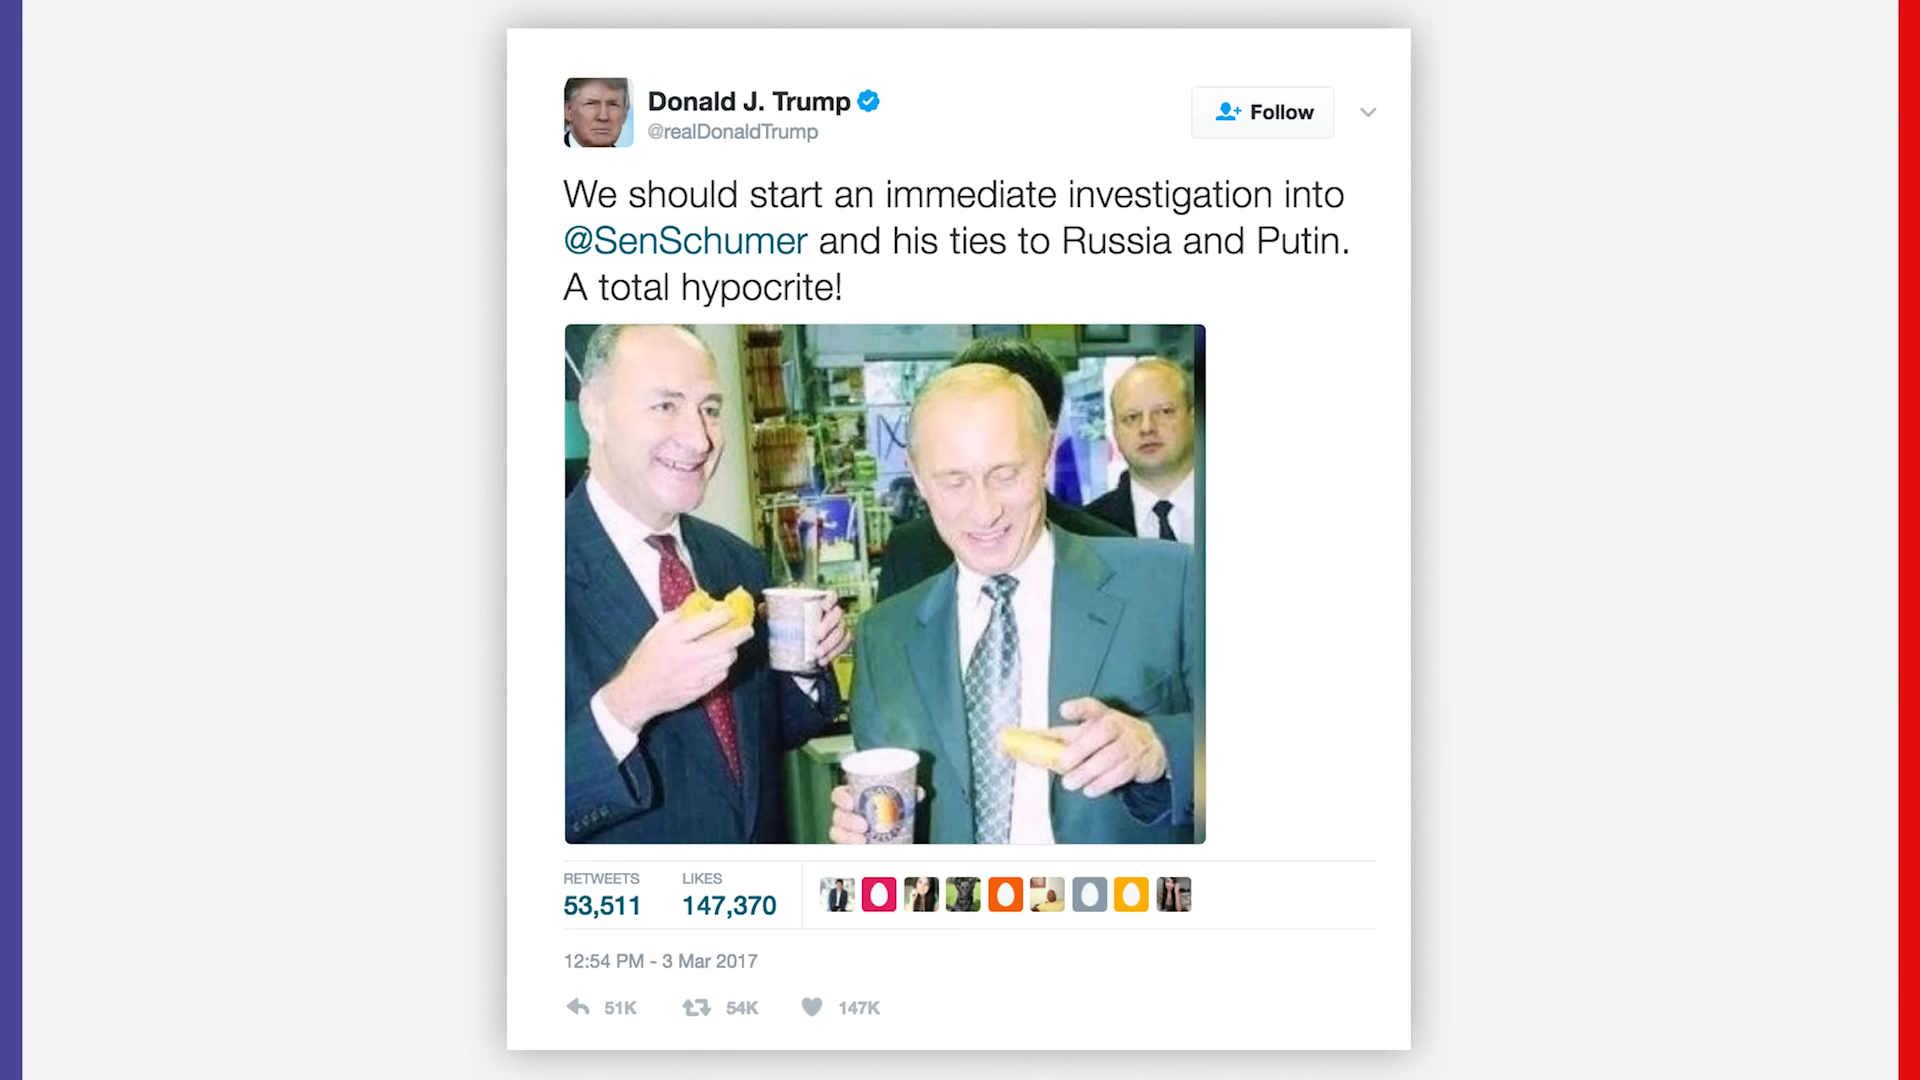 Donald J. Trump
@realDonaldTrump
Follow
We should start an immediate investigation into
@SenSchumer and his ties to Russia and Putin.
A total hypocrite!
RETWEETS
LIKES
53,511
147,370
12:54 PM - 3 Mar 2017
51K
54K
147K